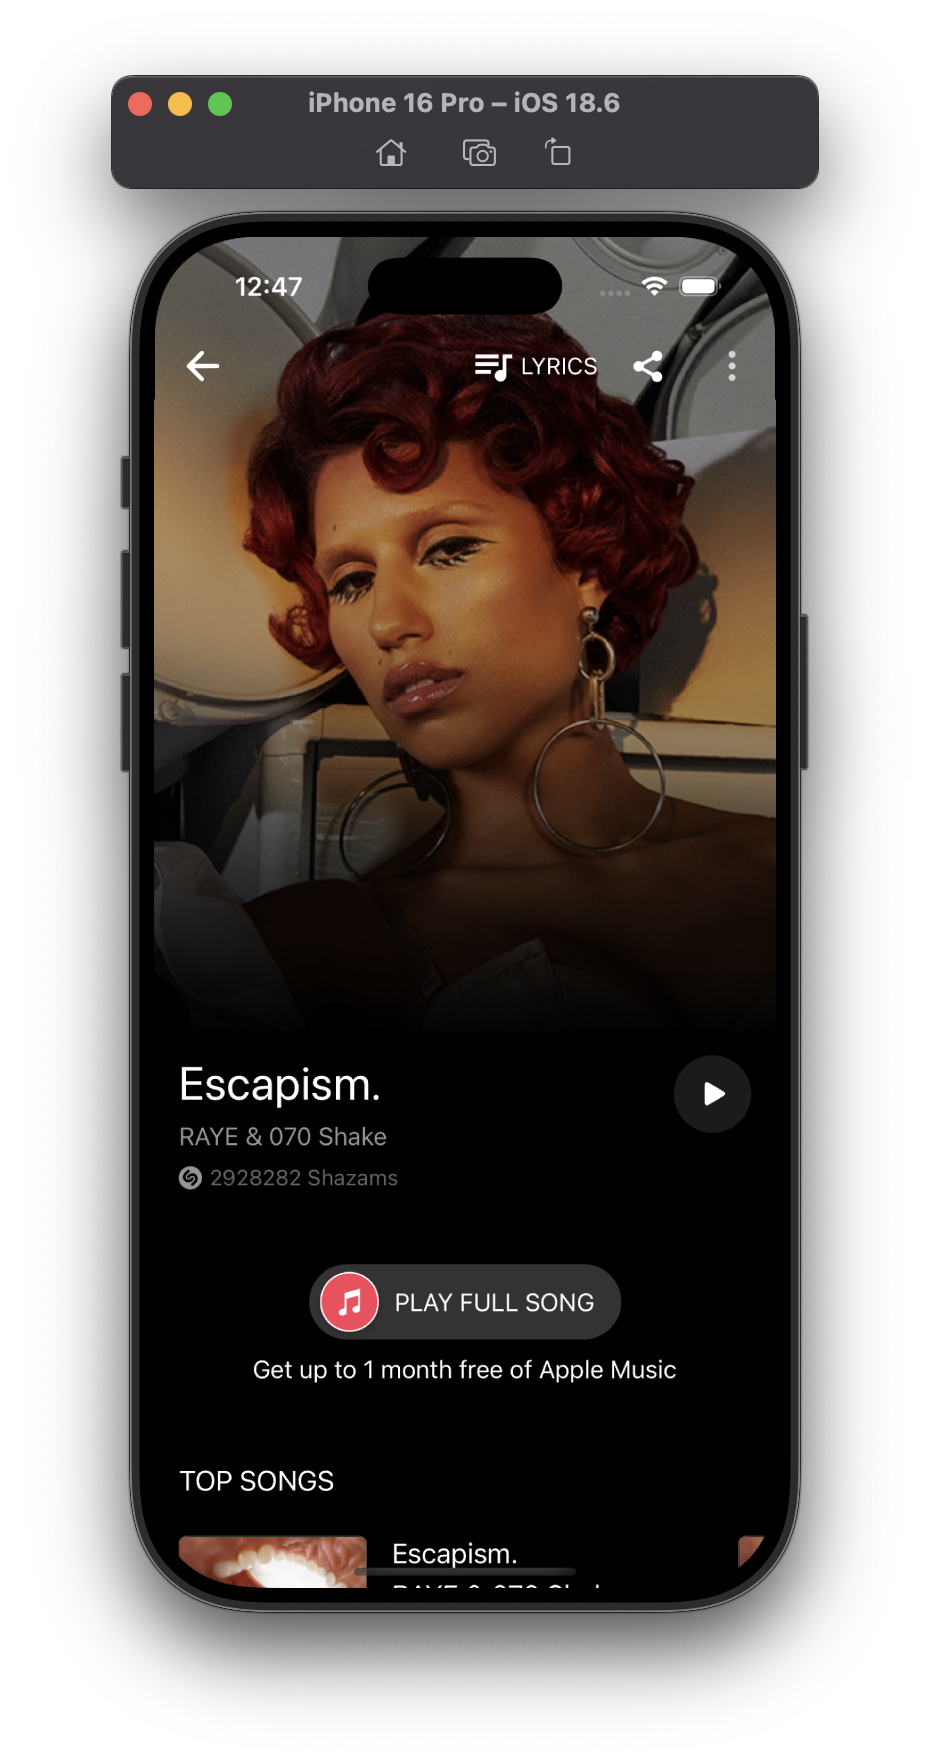 iPhone 16 Pro – iOS 18.6
12:47
LYRICS
Escapism.
RAYE & 070 Shake
2928282 Shazams
PLAY FULL SONG
Get up to 1 month free of Apple Music
TOP SONGS
Escapism.